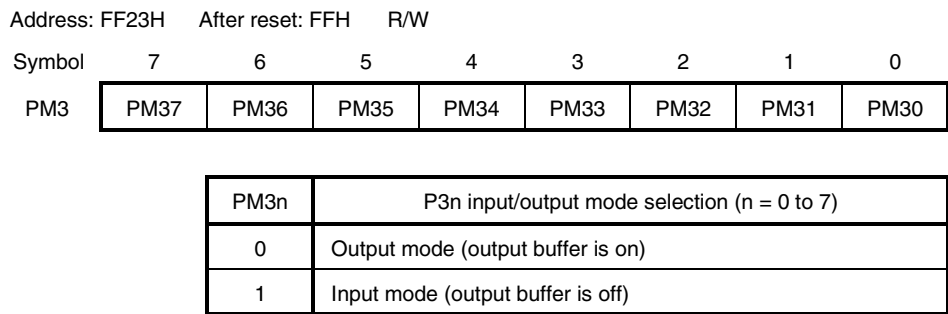 Address: FF23H After reset: FFH R/W
Symbol 7 6 5 4 3 2 1 0
PM3 PM37 PM36 PM35 PM34 PM33 PM32 PM31 PM30
PM3n P3n input/output mode selection (n = 0 to 7)
0 Output mode (output buffer is on)
1 Input mode (output buffer is off)